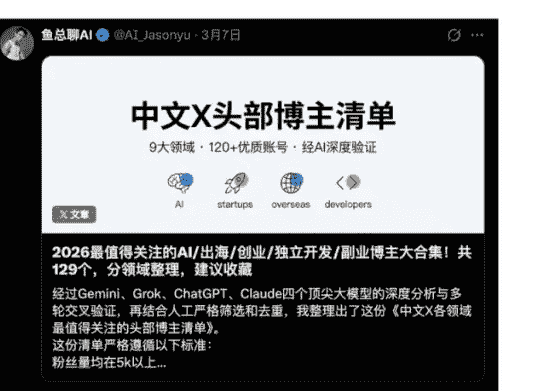 鱼总聊AI @AI_Jasonyu · 3月7日
中文X头部博主清单
9大领域 · 120+优质账号 · 经AI深度验证
AI startups overseas developers
X 文章
2026最值得关注的AI/出海/创业/独立开发/副业博主大合集！共
129个，分领域整理，建议收藏
经过Gemini、Grok、ChatGPT、Claude四个顶尖大模型的深度分析与多
轮交叉验证，再结合人工严格筛选和去重，我整理出了这份《中文X各领域
最值得关注的头部博主清单》。
这份清单严格遵循以下标准：
粉丝量均在5k以上...